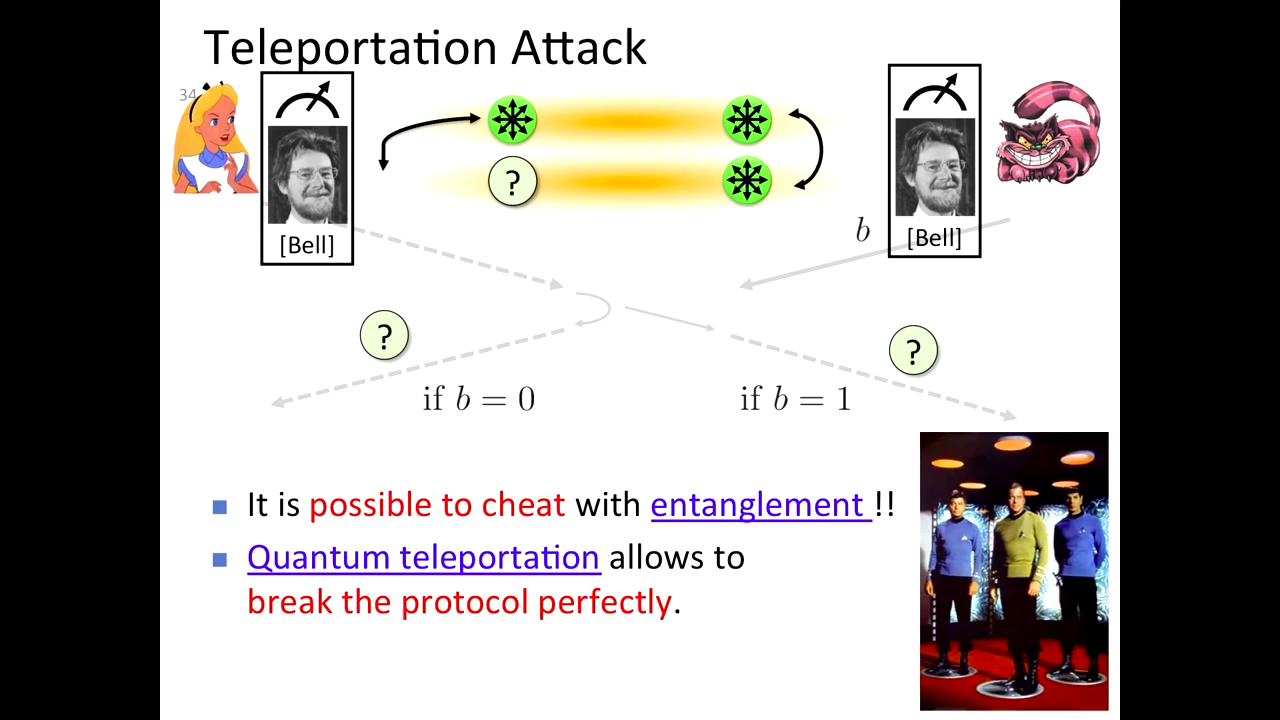 Teleportation Attack
34
?
[Bell]
b
[Bell]
?
?
if b = 0
if b = 1
It is possible to cheat with entanglement !!
Quantum teleportation allows to
break the protocol perfectly.